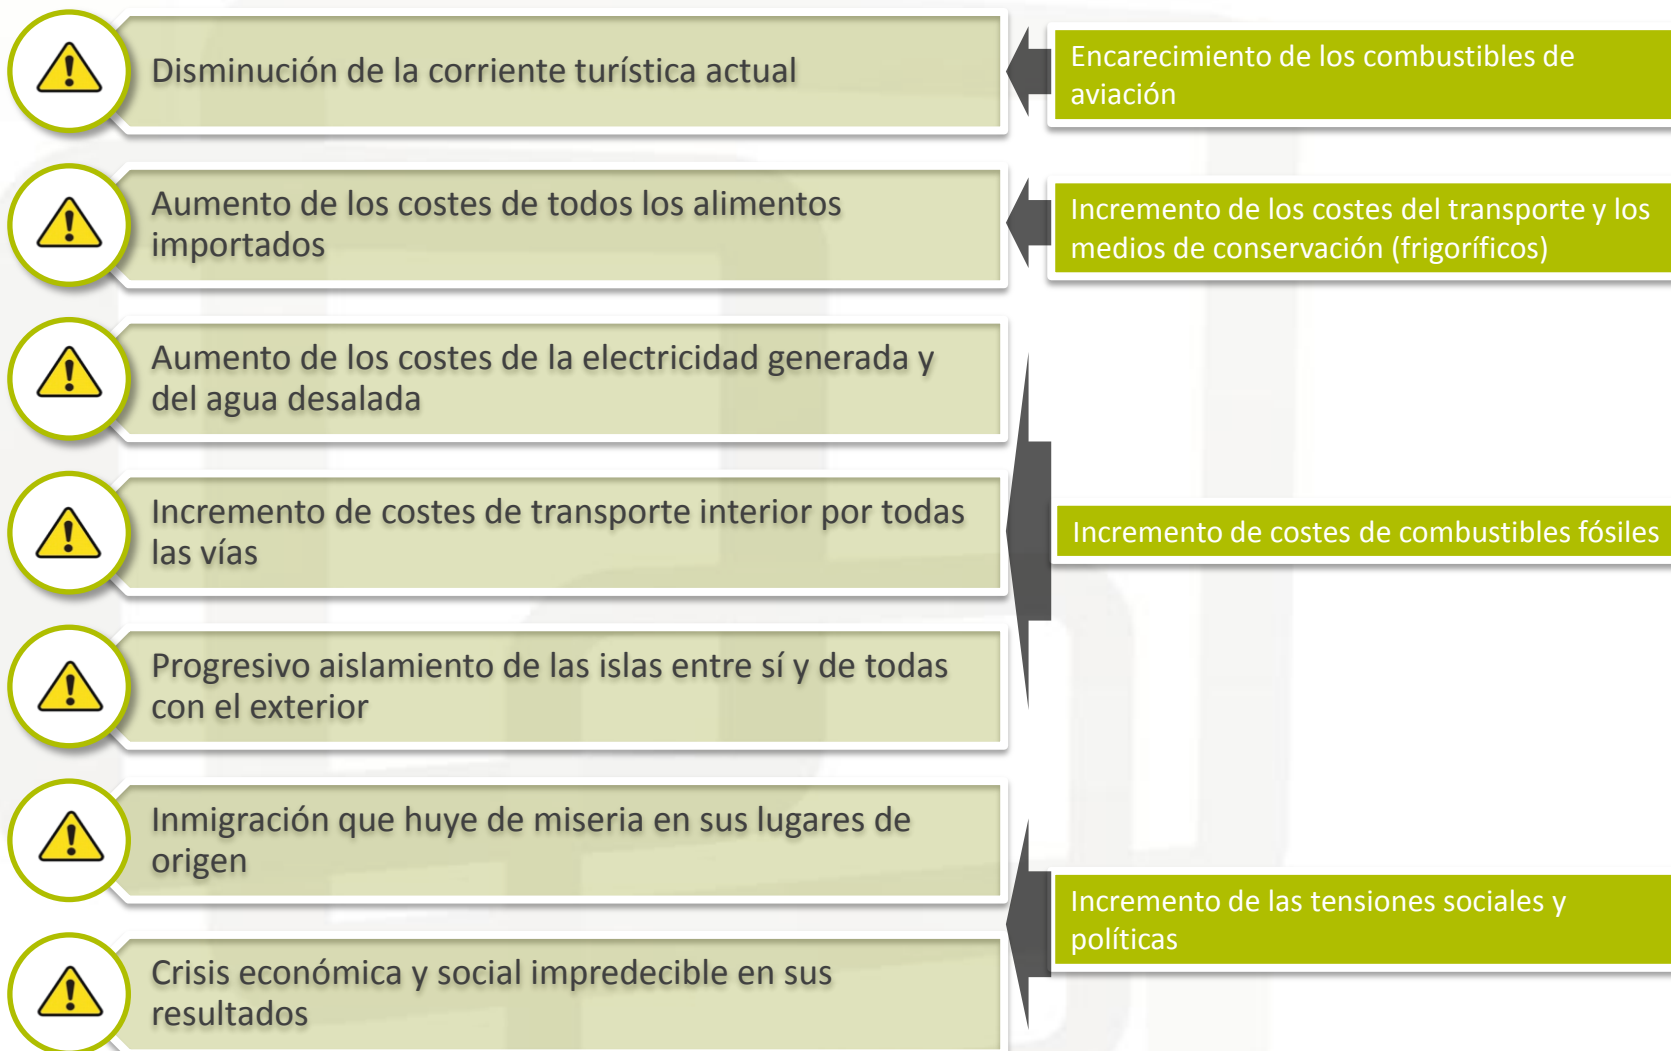 Disminución de la corriente turística actual
Encarecimiento de los combustibles de
aviación
Aumento de los costes de todos los alimentos
importados
Incremento de los costes del transporte y los
medios de conservación (frigoríficos)
Aumento de los costes de la electricidad generada y
del agua desalada
Incremento de costes de transporte interior por todas
las vías
Incremento de costes de combustibles fósiles
Progresivo aislamiento de las islas entre sí y de todas
con el exterior
Inmigración que huye de miseria en sus lugares de
origen
Incremento de las tensiones sociales y
políticas
Crisis económica y social impredecible en sus
resultados